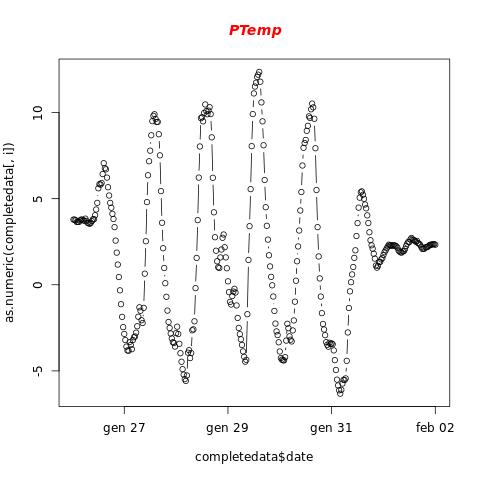 PTemp
as.numeric(completedata[, i])
10
5
0
-5
gen 27
gen 29
gen 31
feb 02
completedata$date